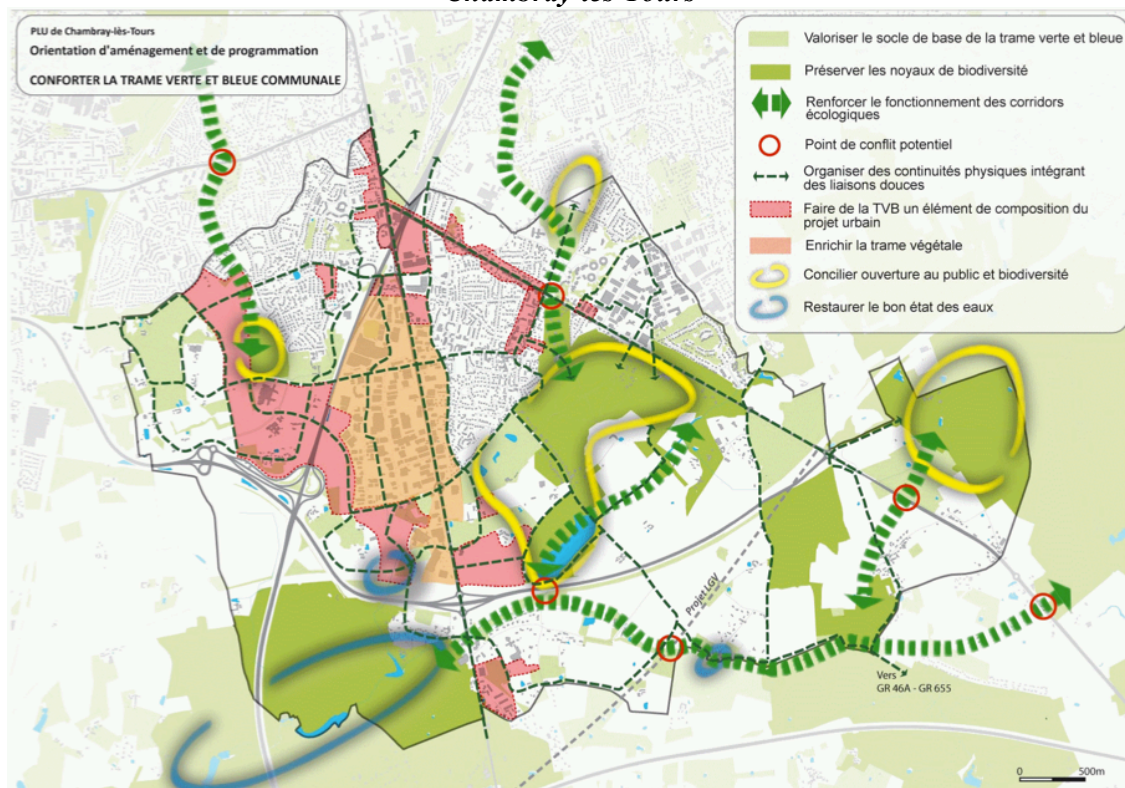 Chambray-lès-Tours
PLU de Chambray-lès-Tours
Orientation d'aménagement et de programmation
CONFORTER LA TRAME VERTE ET BLEUE COMMUNALE
Valoriser le socle de base de la trame verte et bleue
Préserver les noyaux de biodiversité
Renforcer le fonctionnement des corridors
écologiques
Point de conflit potentiel
Organiser des continuités physiques intégrant
des liaisons douces
Faire de la TVB un élément de composition du
projet urbain
Enrichir la trame végétale
Concilier ouverture au public et biodiversité
Restaurer le bon état des eaux
Projet LGV
Vers
GR 46A - GR 655
0 500m